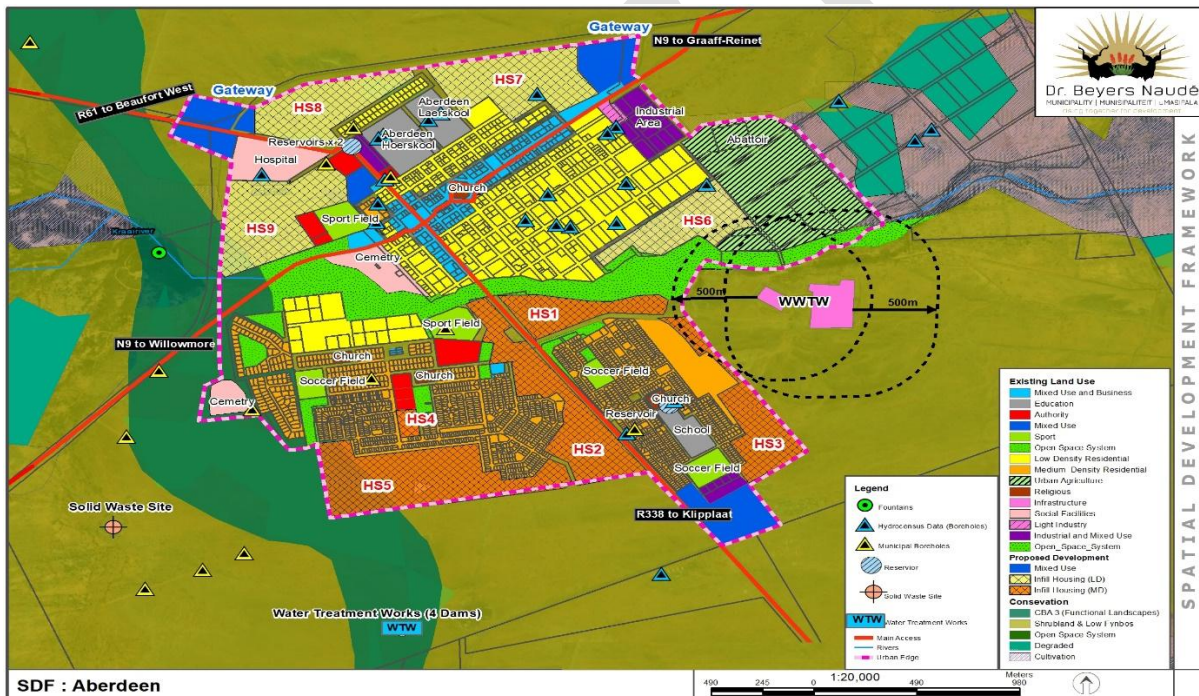 Gateway
N9 to Graaff-Reinet
Gateway
R61 to Beaufort West
HS8
HS7
Aberdeen
Laerskool
Aberdeen
Hoerskool
Reservoirs x 2
Industrial
Area
Abattoir
Hospital
Church
HS9
Sport Field
HS6
Cemetry
Kraairivier
500m
WWTW
500m
HS1
N9 to Willowmore
Sport Field
Church
Soccer Field
Church
Soccer Field
Cemetry
HS4
Church
Reservoir
School
HS2
HS3
Soccer Field
HS5
R338 to Klipplaat
Solid Waste Site
Water Treatment Works (4 Dams)
WTW
Dr. Beyers Naudé
MUNICIPALITY | MUNISIPALITEIT | UMASIPALA
SPATIAL DEVELOPMENT FRAMEWORK
Legend
Fountains
Hydrocensus Data (Boreholes)
Municipal Boreholes
Reservior
Solid Waste Site
WTW Water Treatment Works
Main Access
Rivers
Urban Edge
Existing Land Use
Mixed Use and Business
Education
Authority
Mixed Use
Sport
Open Space System
Low Density Residential
Medium Density Residential
Urban Agriculture
Religious
Infrastructure
Social Facilities
Light Industry
Industrial and Mixed Use
Open_Space_System
Proposed Development
Mixed Use
Infill Housing (LD)
Infill Housing (MD)
Consevation
CBA 3 (Functional Landscapes)
Shrubland & Low Fynbos
Open Space System
Degraded
Cultivation
SDF : Aberdeen
1:20,000
Meters
490 245 0 490 980